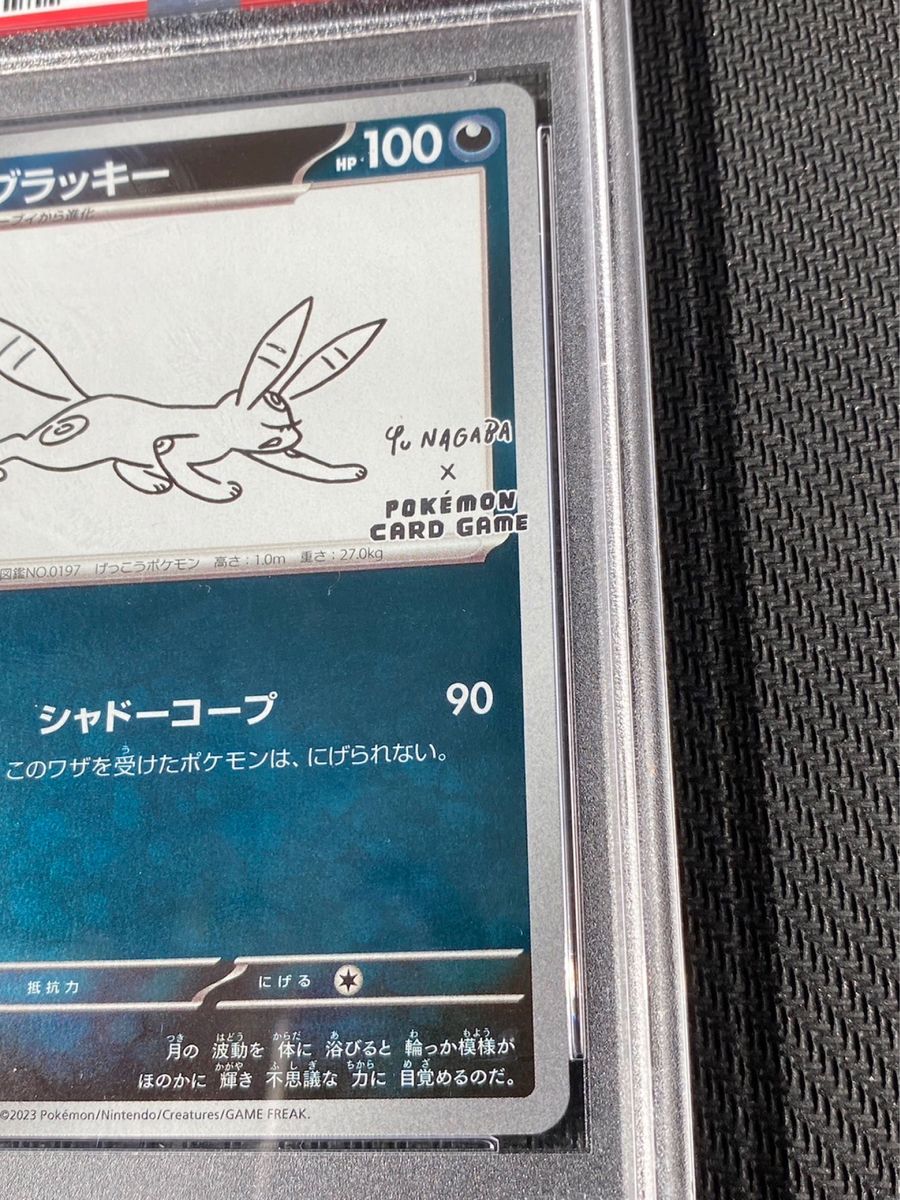 ブラッキー
HP 100
ーブイから進化
Yu NAGABA
×
POKÉMON
CARD GAME
図鑑NO.0197 げっこうポケモン 高さ：1.0m 重さ：27.0kg
シャドーコープ 90
このワザを受けたポケモンは、にげられない。
抵抗力 にげる
月の波動を体に浴びると輪っか模様が
ほのかに輝き不思議な力に目覚めるのだ。
©2023 Pokémon/Nintendo/Creatures/GAME FREAK.